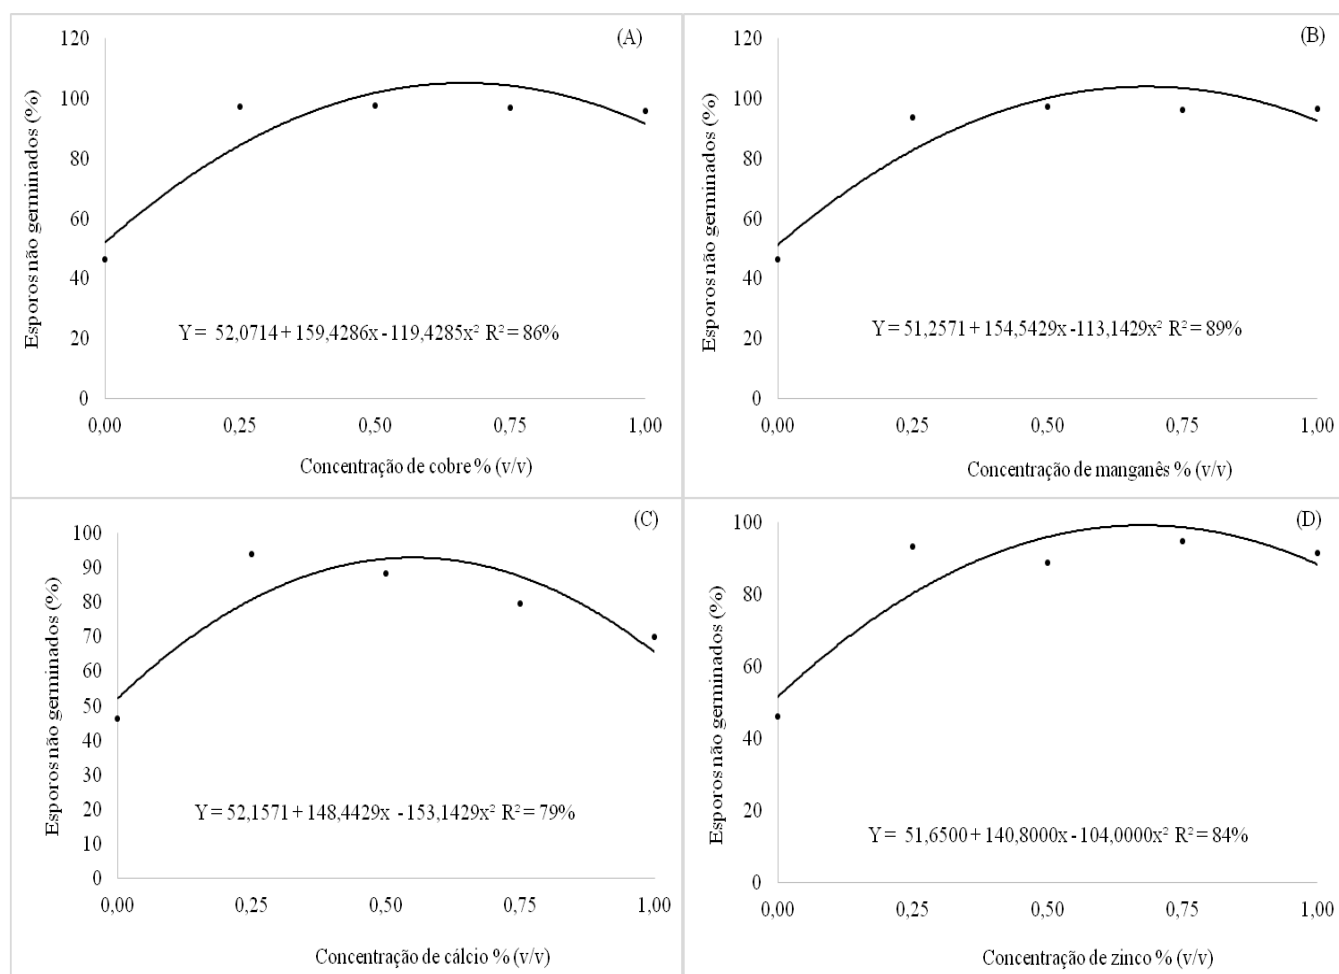 (A)
Esporos não germinados (%)
120
100
80
60
40
20
0
Y = 52,0714 + 159,4286x - 119,4285x² R² = 86%
0,00 0,25 0,50 0,75 1,00
Concentração de cobre % (v/v)
(B)
Esporos não germinados (%)
120
100
80
60
40
20
0
Y = 51,2571 + 154,5429x -113,1429x² R² = 89%
0,00 0,25 0,50 0,75 1,00
Concentração de manganês % (v/v)
(C)
Esporos não germinados (%)
100
90
80
70
60
50
40
30
20
10
0
Y = 52,1571 + 148,4429x - 153,1429x² R² = 79%
0,00 0,25 0,50 0,75 1,00
Concentração de cálcio % (v/v)
(D)
Esporos não germinados (%)
100
80
60
40
20
0
Y = 51,6500 + 140,8000x - 104,0000x² R² = 84%
0,00 0,25 0,50 0,75 1,00
Concentração de zinco % (v/v)